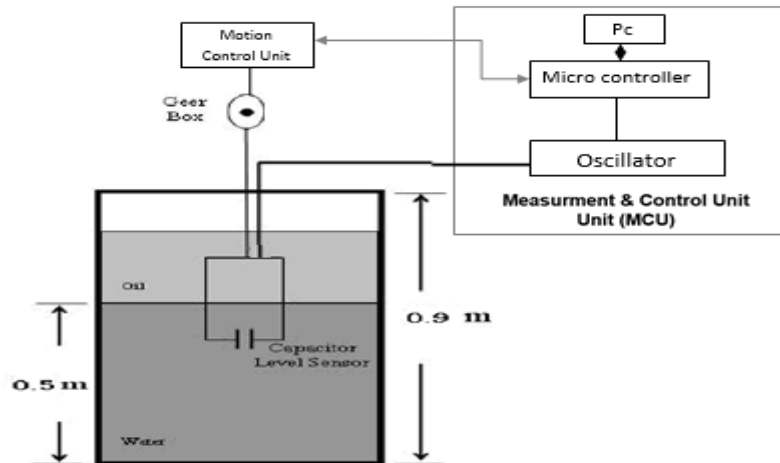 Motion
Control Unit
Pc
Micro controller
Geer
Box
Oscillator
Measurment & Control Unit
Unit (MCU)
Oil
0.9 m
Capacitor
Level Sensor
0.5 m
Water